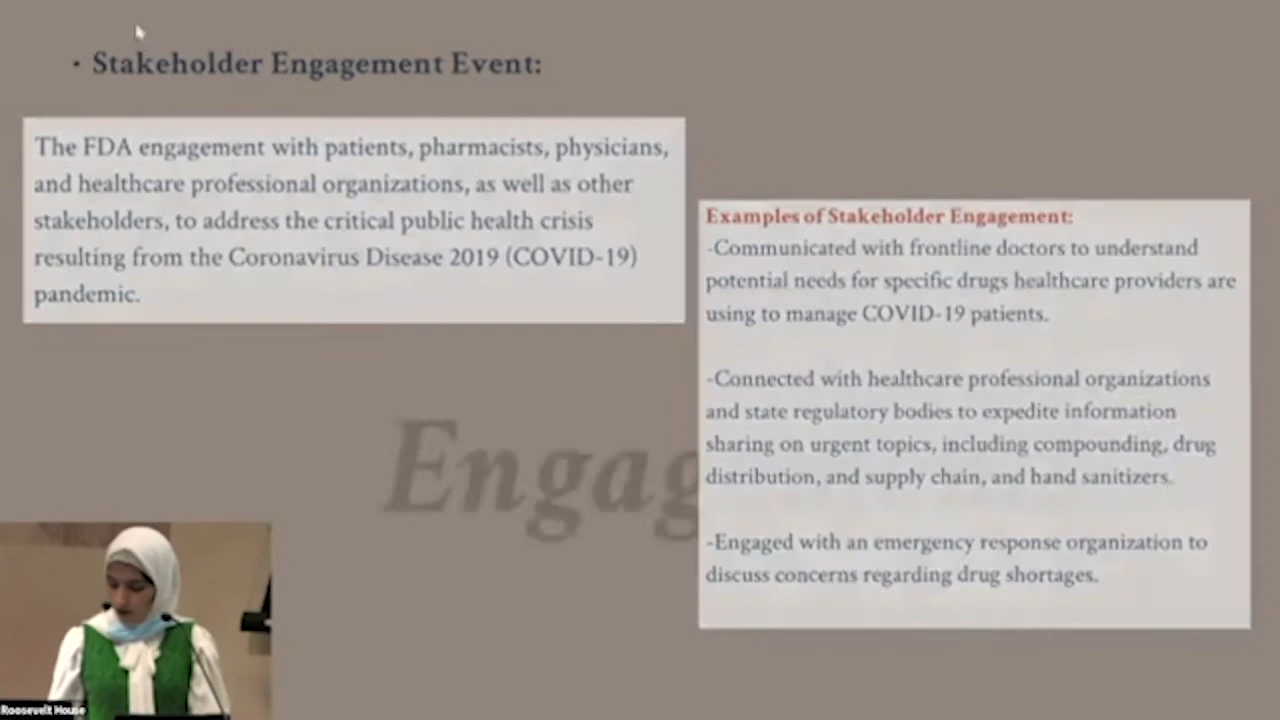 · Stakeholder Engagement Event:
The FDA engagement with patients, pharmacists, physicians,
and healthcare professional organizations, as well as other
stakeholders, to address the critical public health crisis
resulting from the Coronavirus Disease 2019 (COVID-19)
pandemic.
Examples of Stakeholder Engagement:
-Communicated with frontline doctors to understand
potential needs for specific drugs healthcare providers are
using to manage COVID-19 patients.
-Connected with healthcare professional organizations
and state regulatory bodies to expedite information
sharing on urgent topics, including compounding, drug
distribution, and supply chain, and hand sanitizers.
-Engaged with an emergency response organization to
discuss concerns regarding drug shortages.
Engag
Roosevelt House